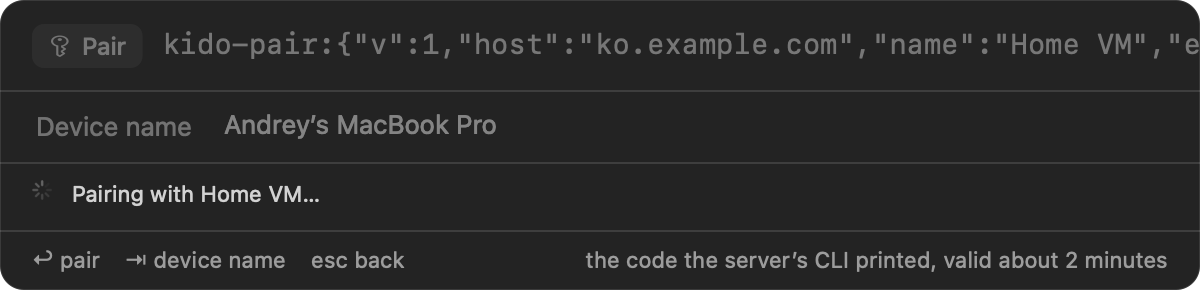 Pair kido-pair:{"v":1,"host":"ko.example.com","name":"Home VM","e
Device name Andrey’s MacBook Pro
Pairing with Home VM…
↩ pair ⇥ device name esc back the code the server’s CLI printed, valid about 2 minutes